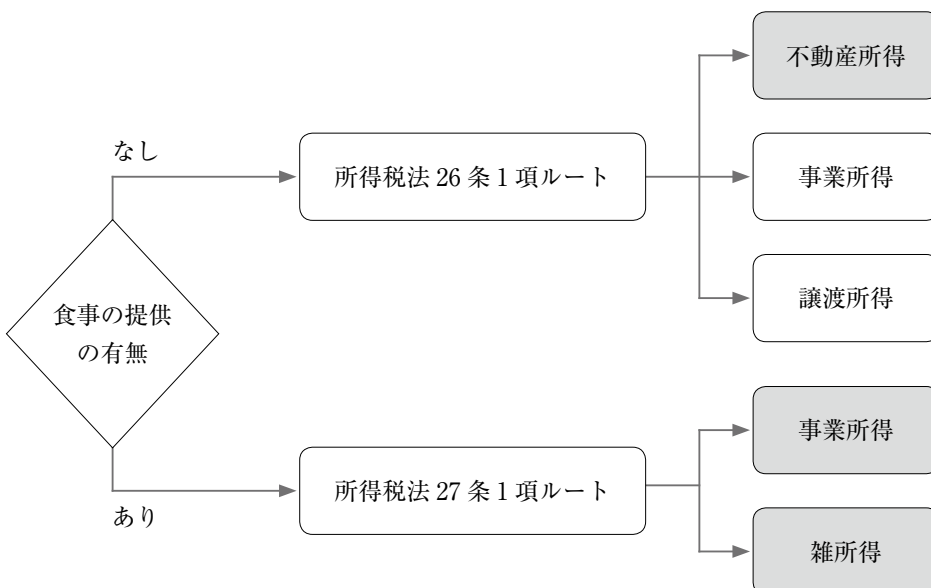 なし
所得税法 26 条 1 項ルート
不動産所得
事業所得
譲渡所得
食事の提供
の有無
あり
所得税法 27 条 1 項ルート
事業所得
雑所得